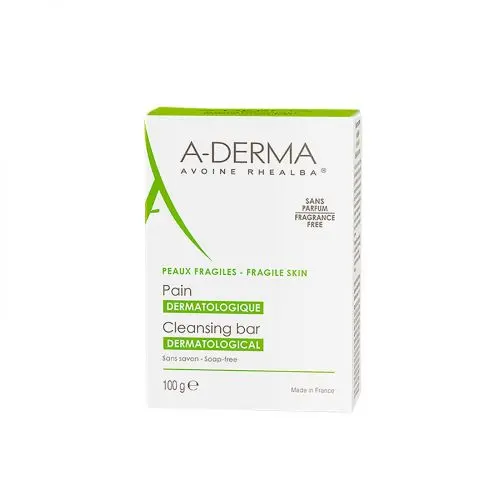 A-DERMA
AVOINE RHEALBA®
SANS
PARFUM
FRAGRANCE
FREE
PEAUX FRAGILES - FRAGILE SKIN
Pain
DERMATOLOGIQUE
Cleansing bar
DERMATOLOGICAL
Sans savon - Soap-free
100 g ℮
Made in France